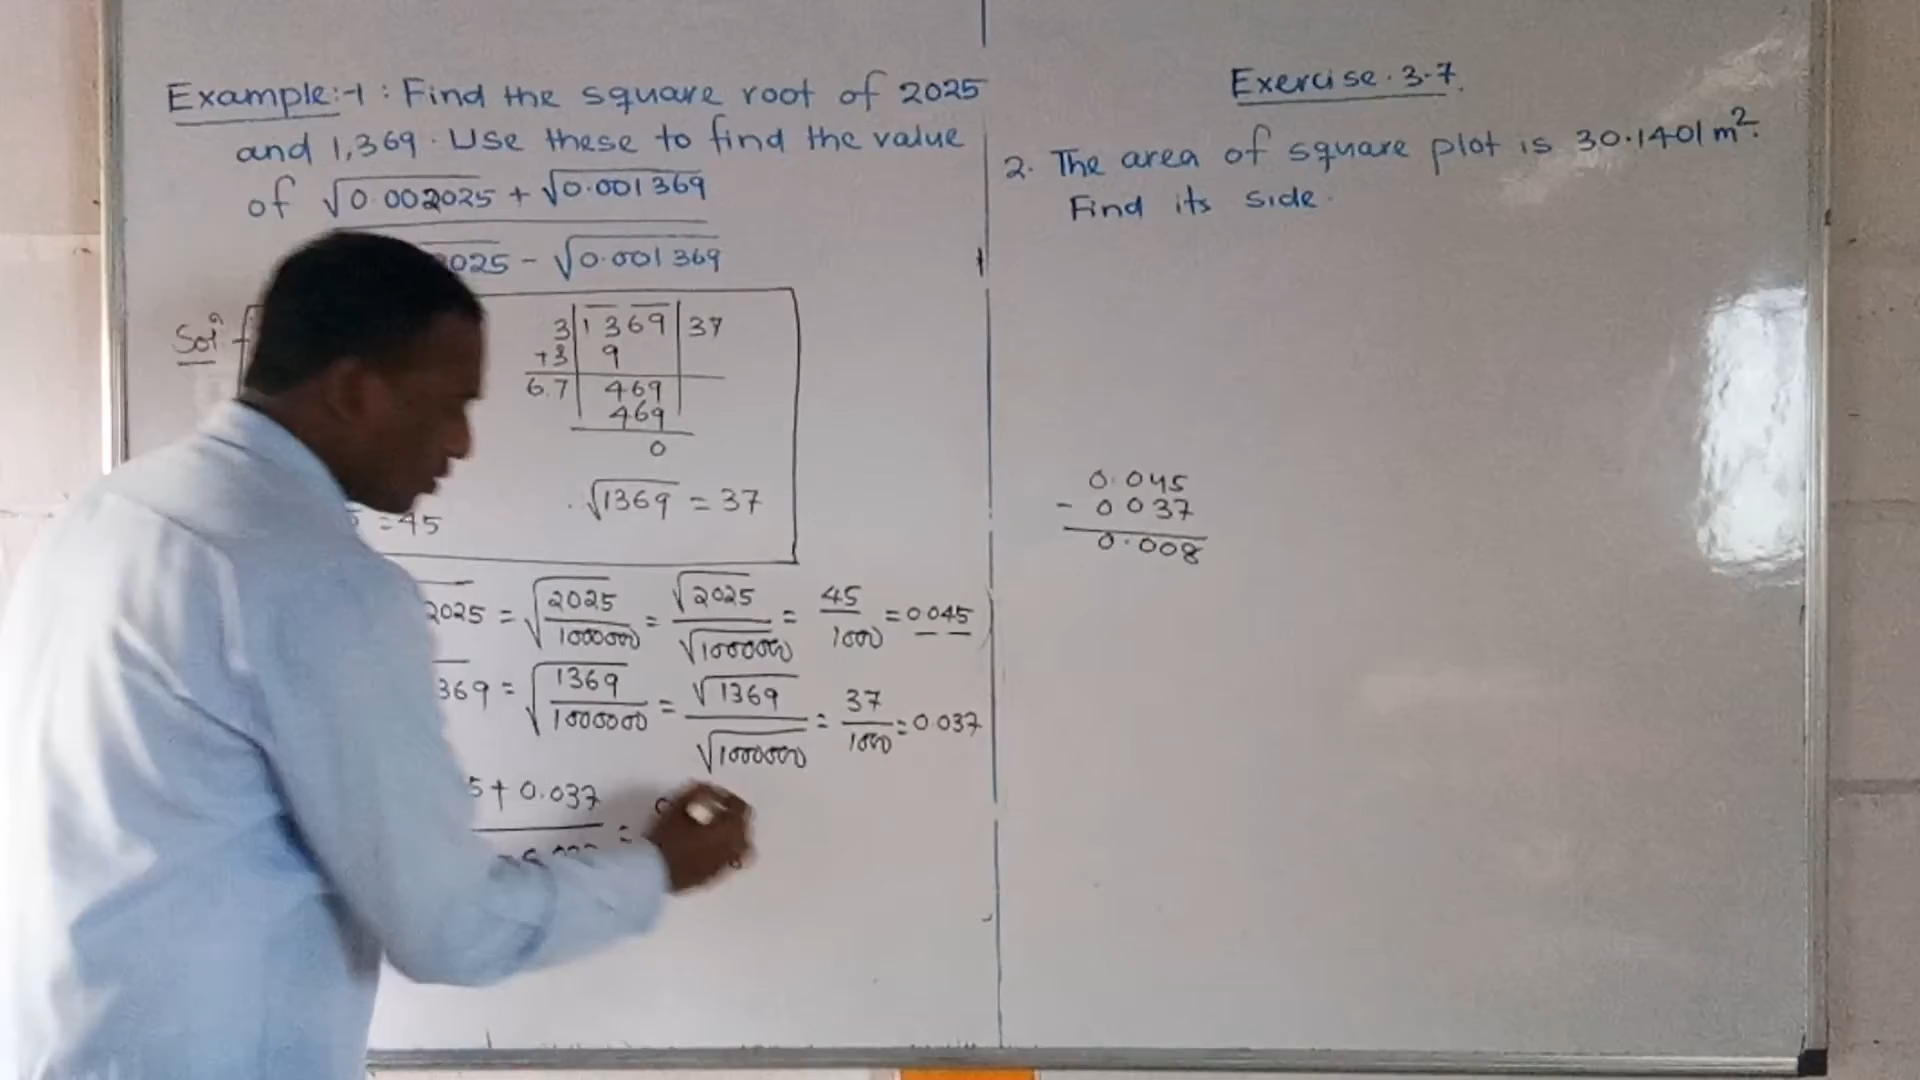 Example:-1: Find the square root of 2025
and 1,369. Use these to find the value
of √0.002025 + √0.001369
2025 - √0.001369
Solⁿ
3 | 1369 | 37
+3 | 9
6.7 | 469
469
0
= 45
√1369 = 37
2025 = √2025/1000000 = √2025/√1000000 = 45/1000 = 0.045
369 = √1369/1000000 = √1369/√1000000 = 37/1000 = 0.037
5 + 0.037
=
Exercise.3.7.
2. The area of square plot is 30.1401 m².
Find its side.
0.045
- 0 037
0.008